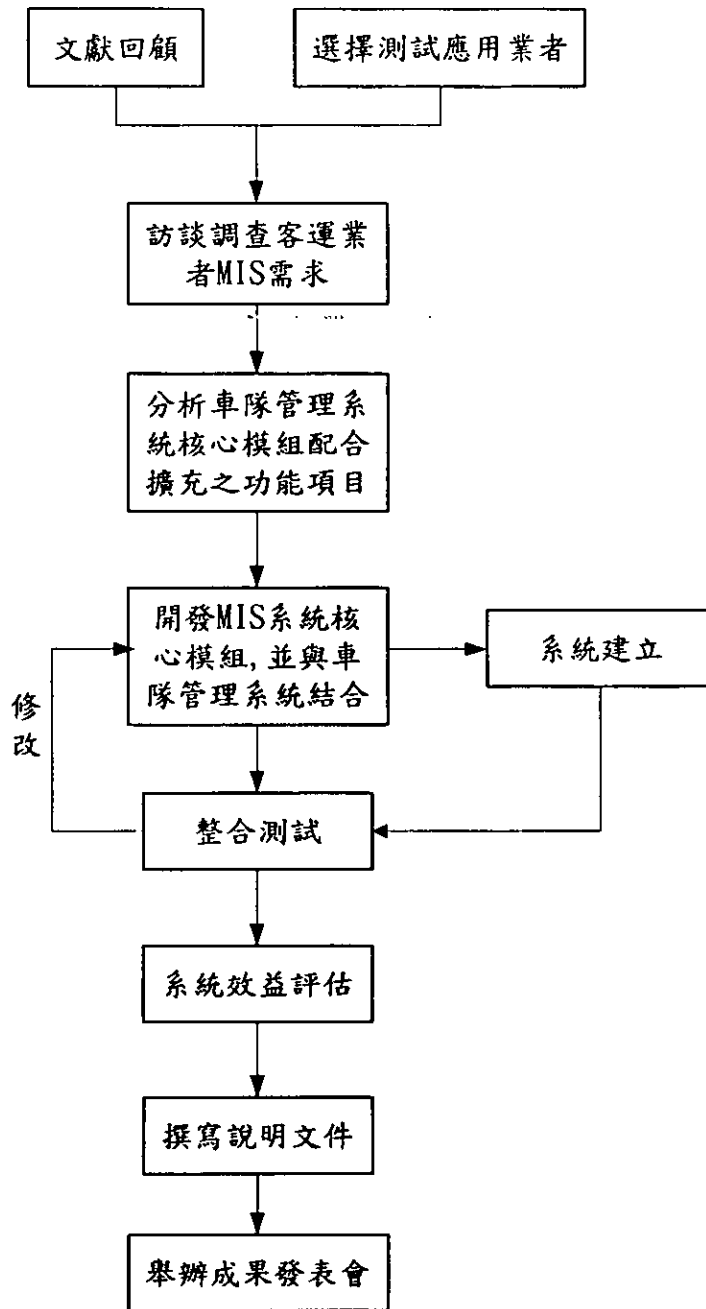 文獻回顧
選擇測試應用業者
訪談調查客運業
者MIS需求
分析車隊管理系
統核心模組配合
擴充之功能項目
開發MIS系統核
心模組,並與車
隊管理系統結合
系統建立
修
改
整合測試
系統效益評估
撰寫說明文件
舉辦成果發表會